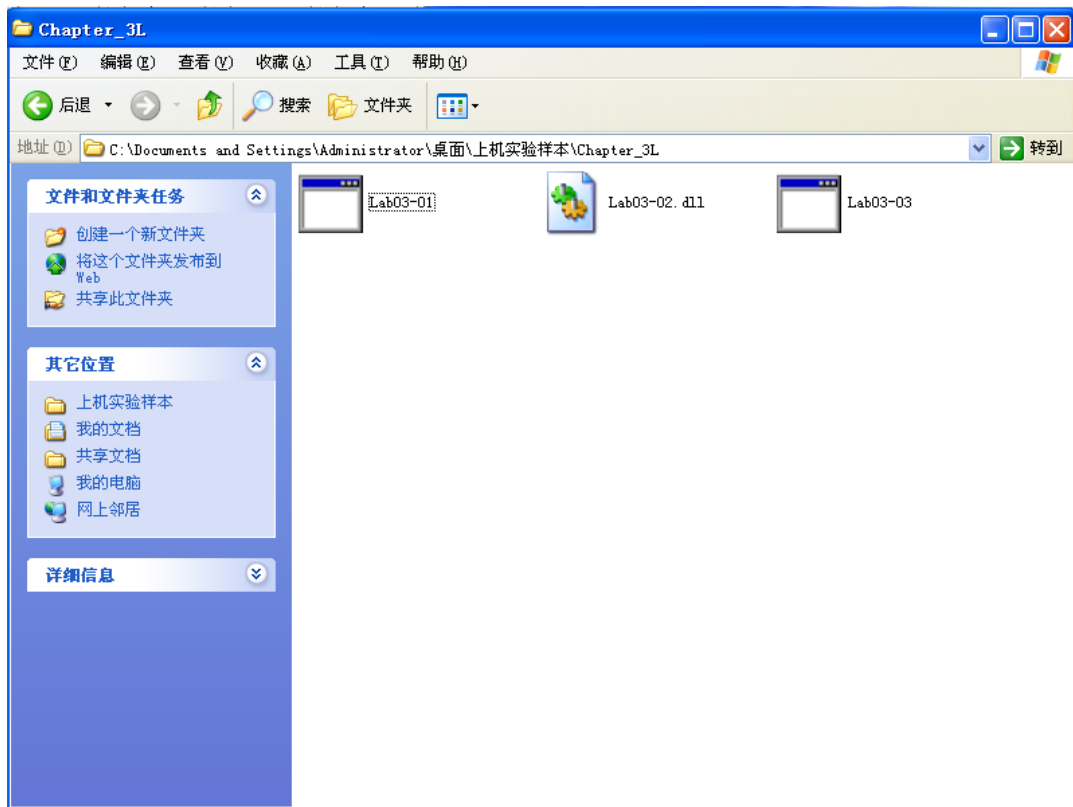 Chapter_3L
文件(F) 编辑(E) 查看(V) 收藏(A) 工具(T) 帮助(H)
后退 搜索 文件夹
地址(D) C:\Documents and Settings\Administrator\桌面\上机实验样本\Chapter_3L 转到
文件和文件夹任务
创建一个新文件夹
将这个文件夹发布到
Web
共享此文件夹
其它位置
上机实验样本
我的文档
共享文档
我的电脑
网上邻居
详细信息
Lab03-01 Lab03-02.dll Lab03-03